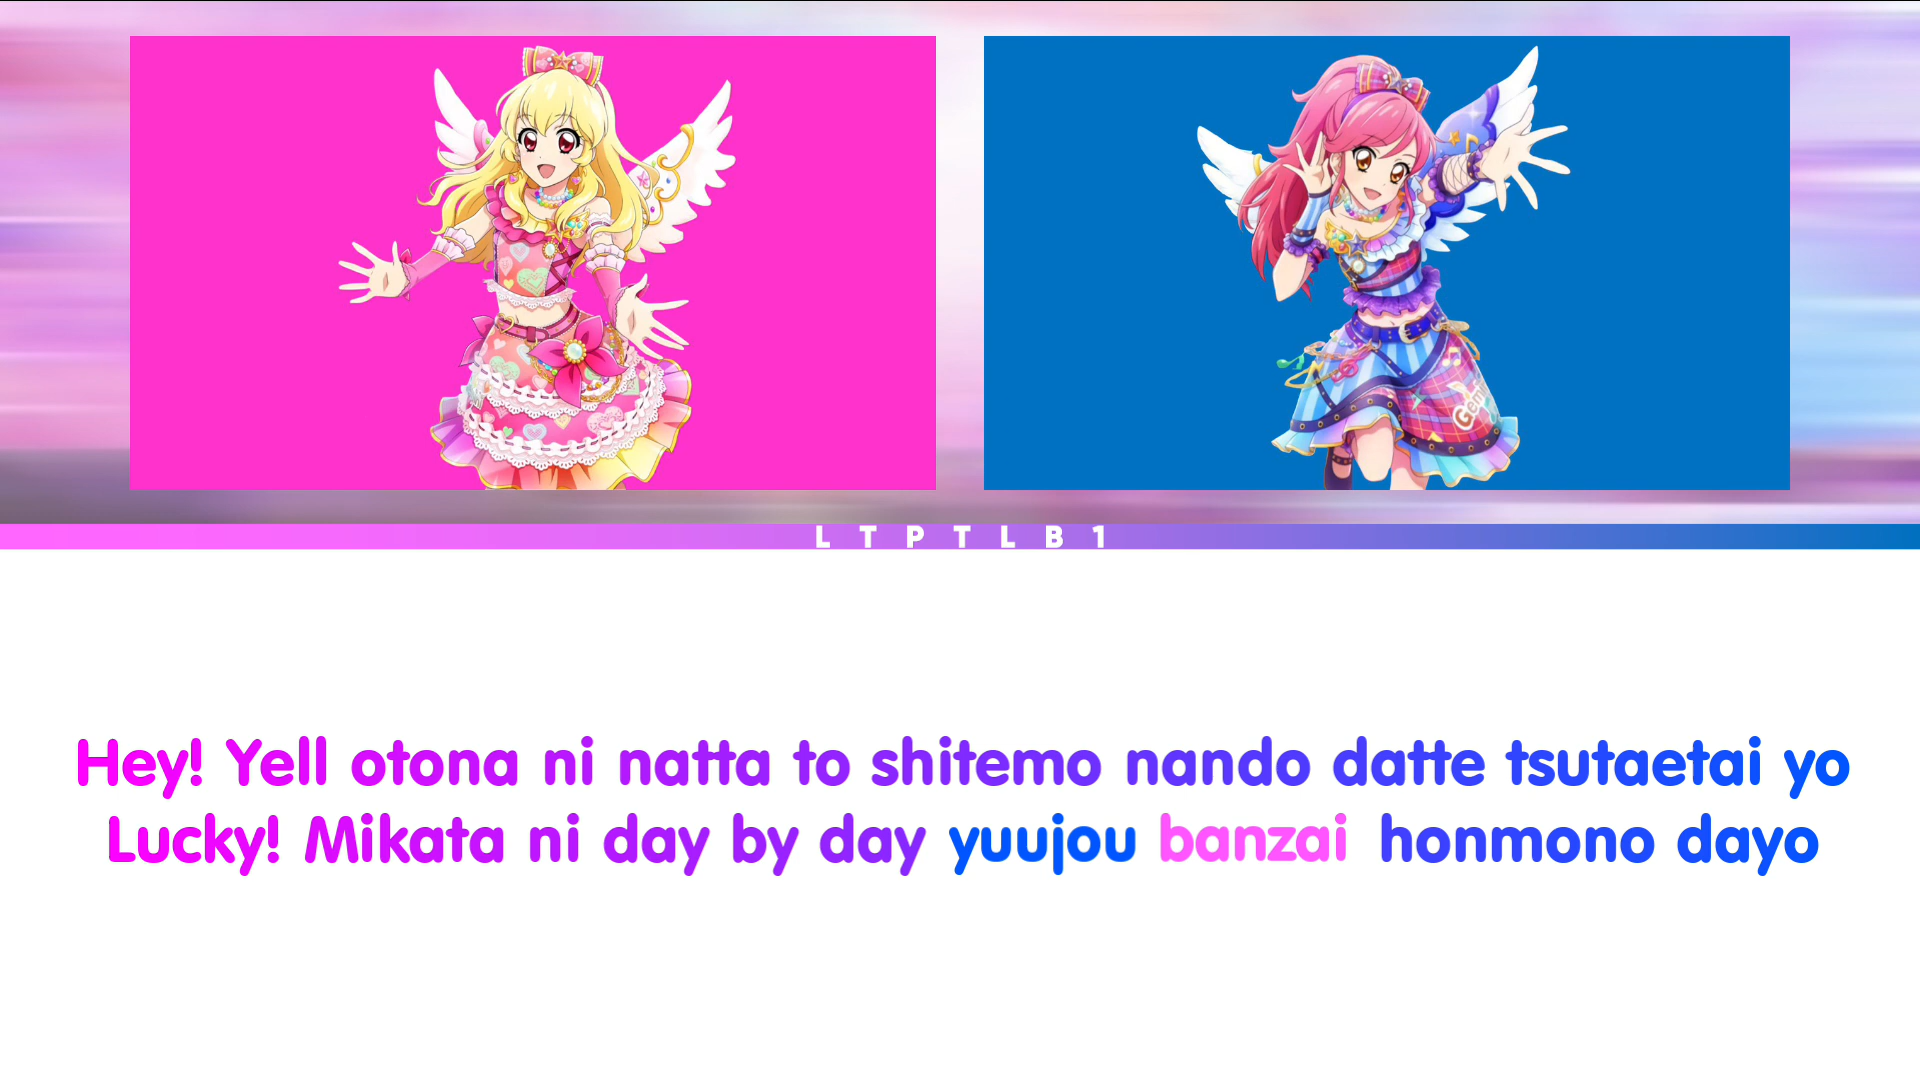 L T P T L B 1
Hey! Yell otona ni natta to shitemo nando datte tsutaetai yo
Lucky! Mikata ni day by day yuujou banzai honmono dayo